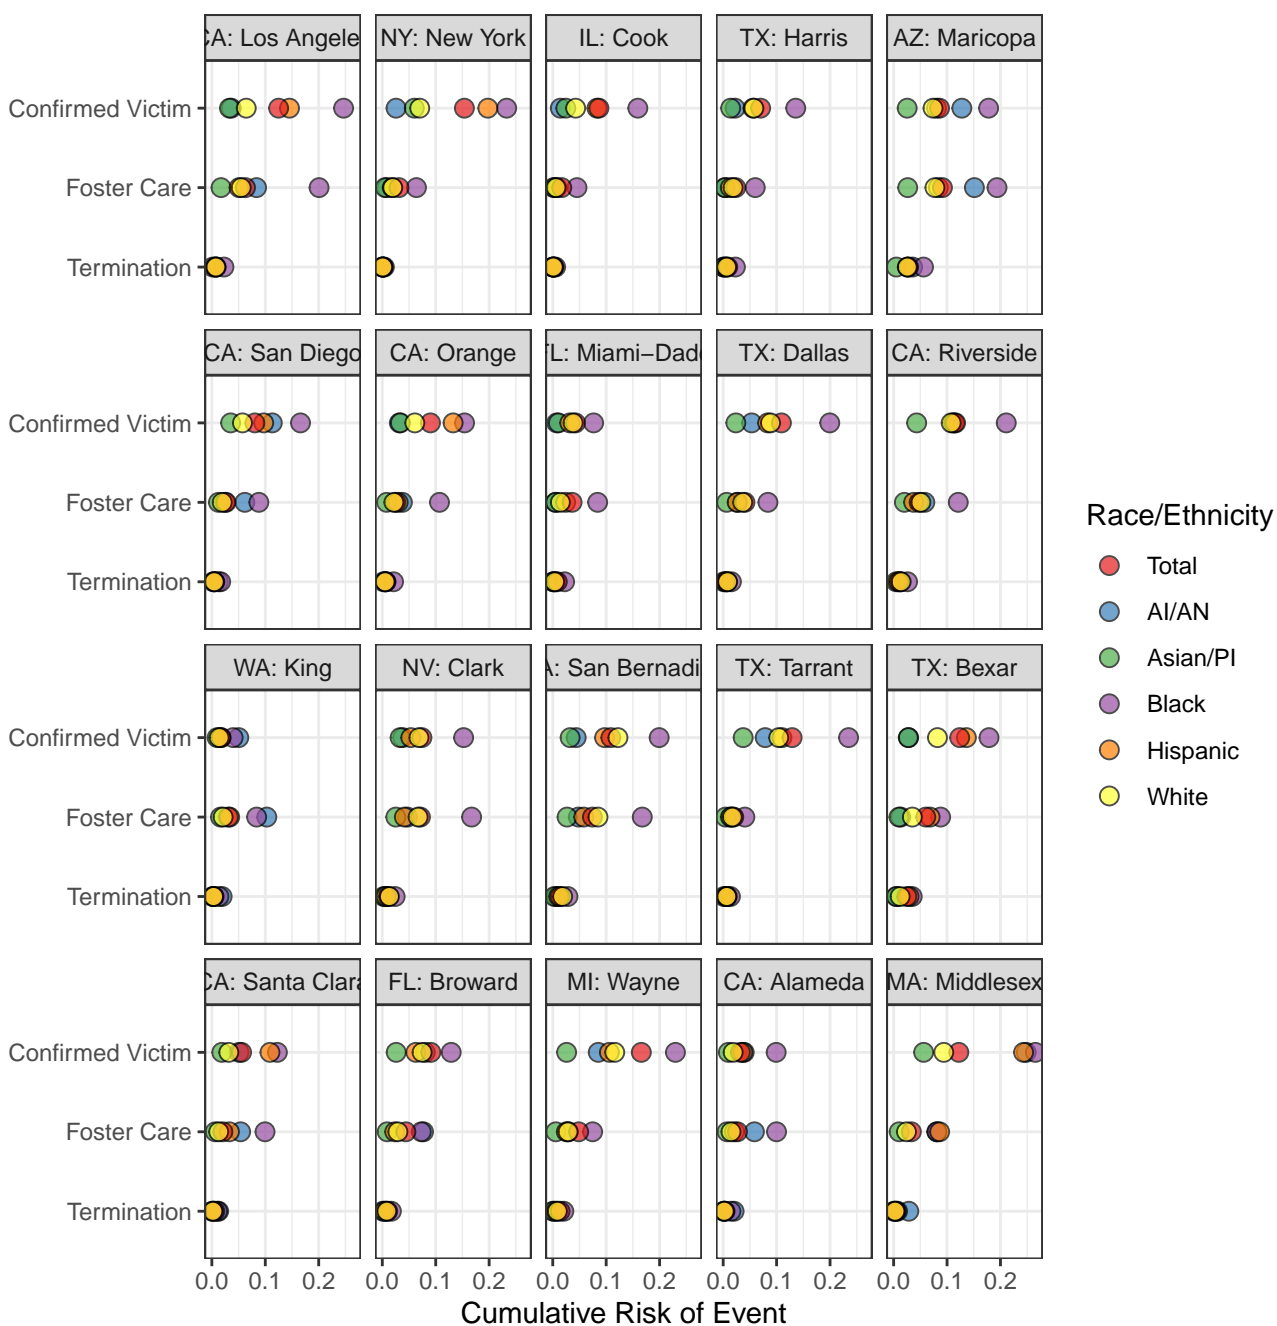 CA: Los Angele
NY: New York
IL: Cook
TX: Harris
AZ: Maricopa
Confirmed Victim
Foster Care
Termination
CA: San Diego
CA: Orange
FL: Miami−Dade
TX: Dallas
CA: Riverside
Confirmed Victim
Foster Care
Termination
WA: King
NV: Clark
A: San Bernadi
TX: Tarrant
TX: Bexar
Confirmed Victim
Foster Care
Termination
CA: Santa Clara
FL: Broward
MI: Wayne
CA: Alameda
MA: Middlesex
Confirmed Victim
Foster Care
Termination
0.0 0.1 0.2
0.0 0.1 0.2
0.0 0.1 0.2
0.0 0.1 0.2
0.0 0.1 0.2
Cumulative Risk of Event
Race/Ethnicity
Total
AI/AN
Asian/PI
Black
Hispanic
White